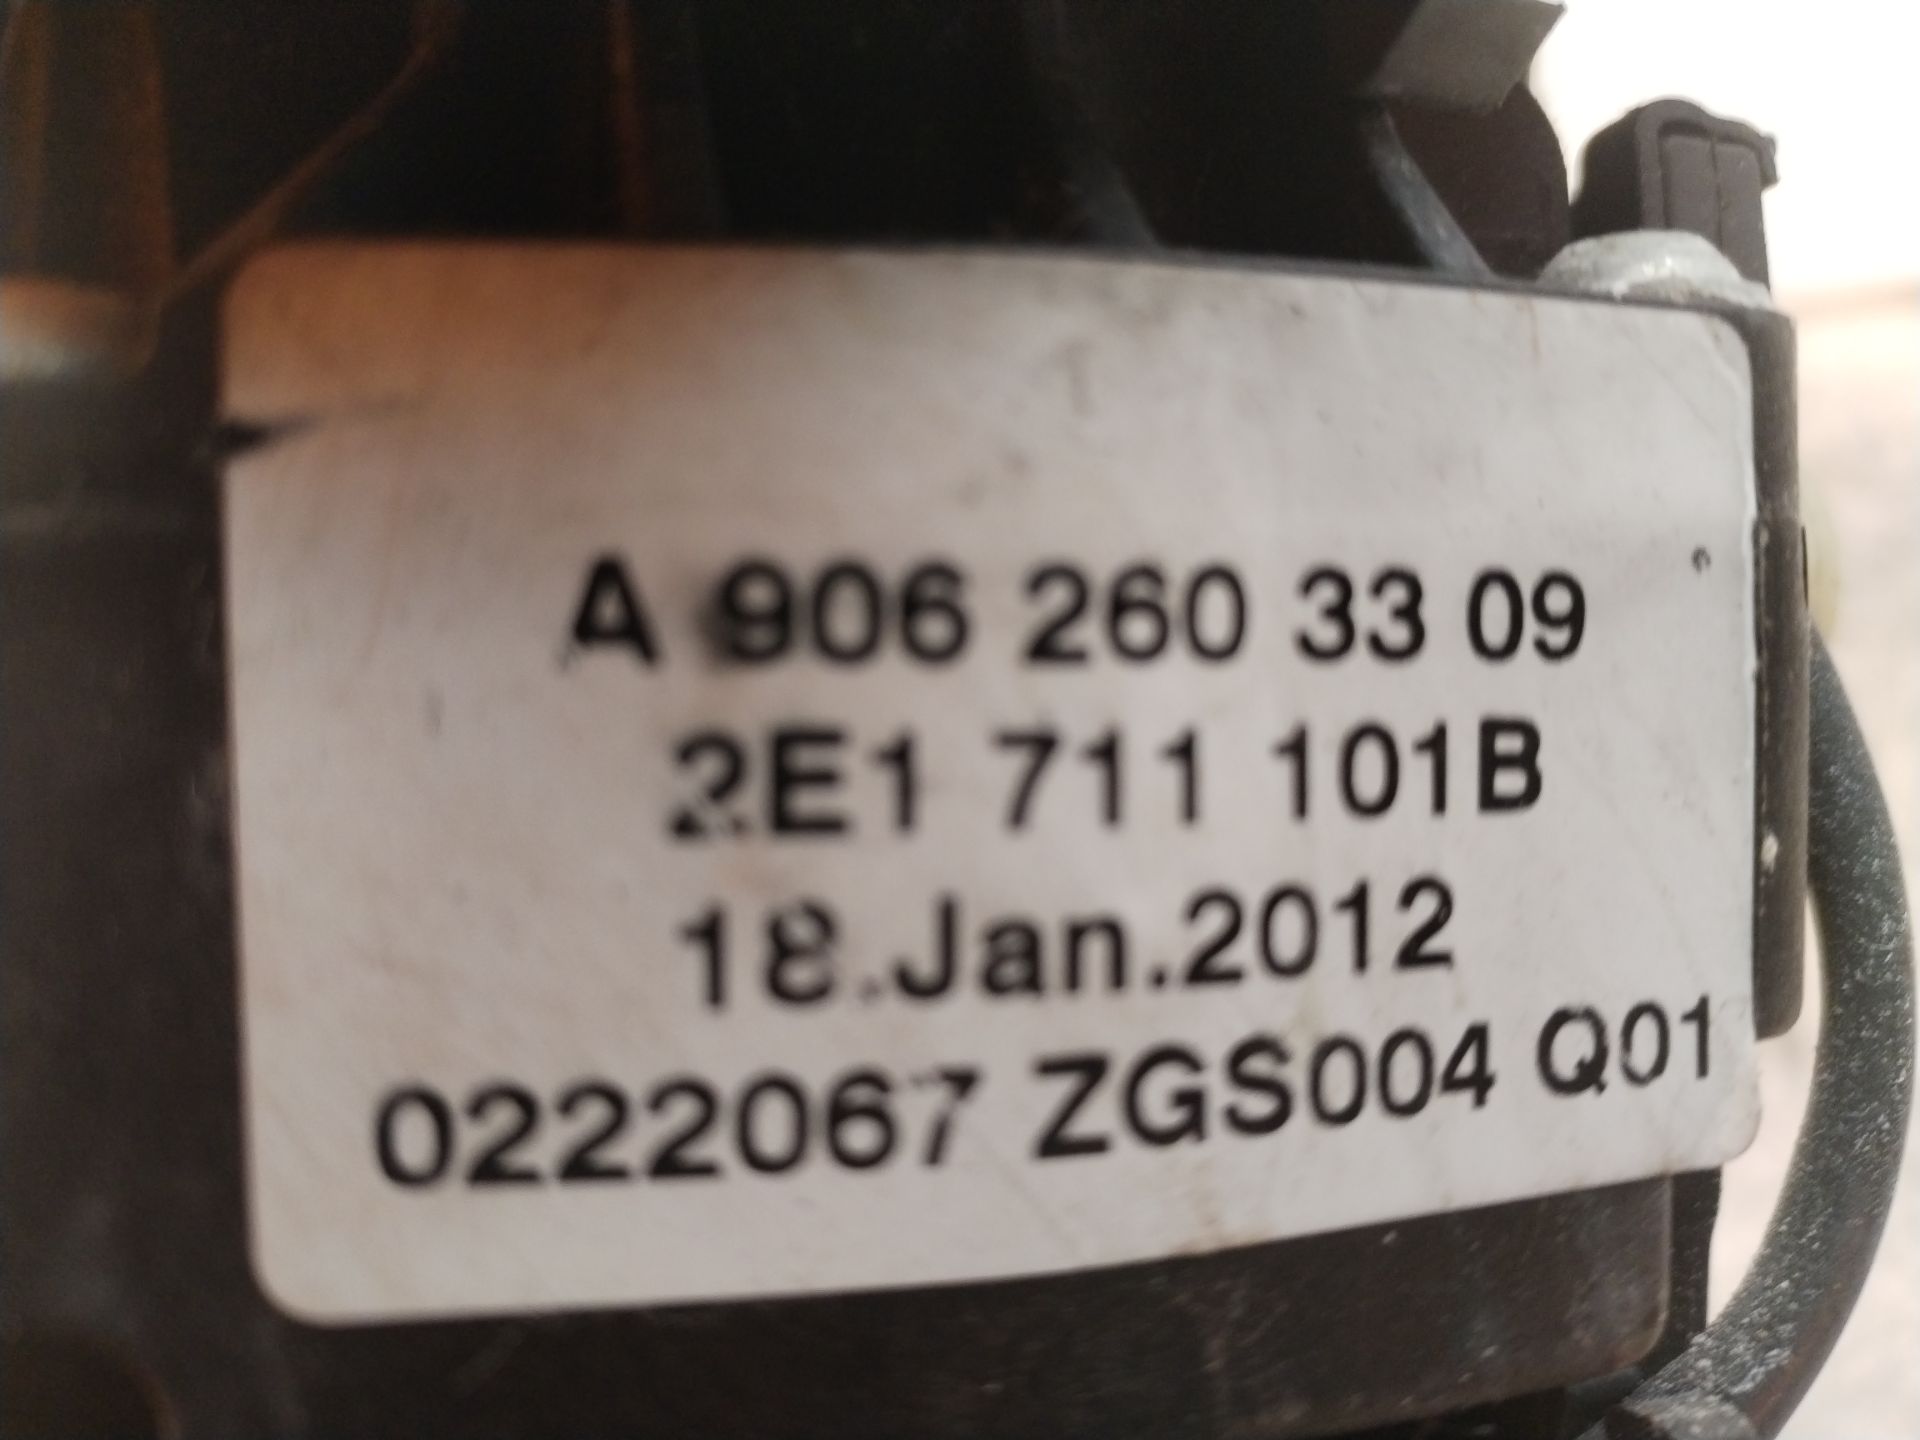 A 906 260 33 09
2E1 711 101B
18.Jan.2012
0222067 ZGS004 Q01